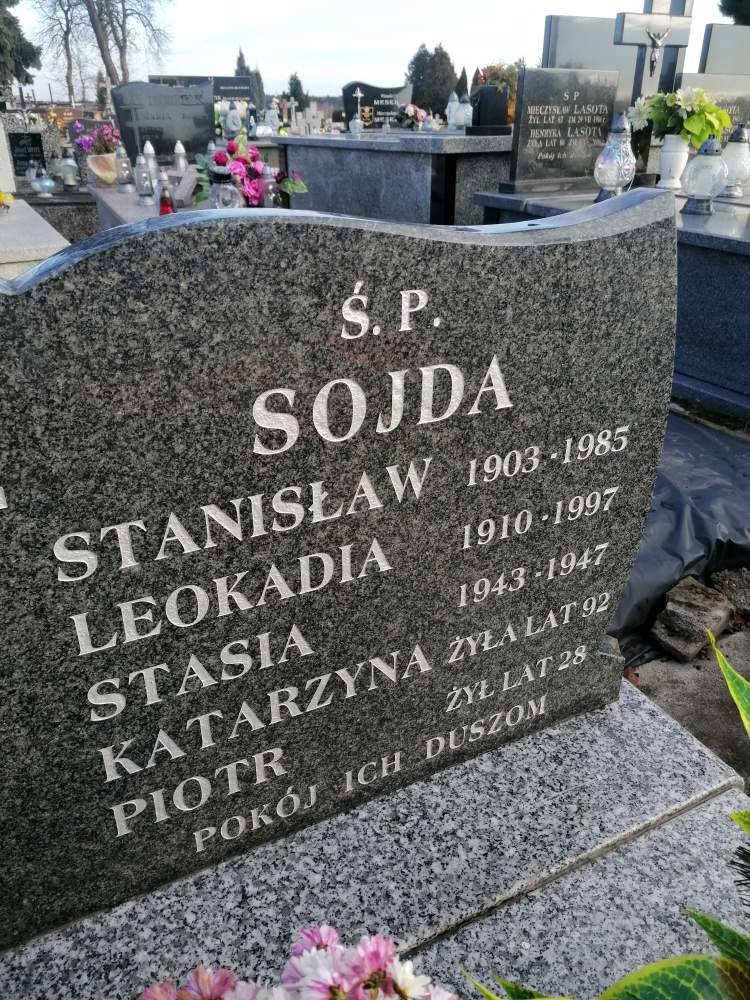 Ś. P.
SOJDA
STANISŁAW 1903-1985
LEOKADIA 1910-1997
STASIA 1943-1947
KATARZYNA ŻYŁA LAT 92
PIOTR ŻYŁ LAT 28
POKÓJ ICH DUSZOM
Ś P
MIECZYSŁAW LASOTA
HENRYKA LASOTA